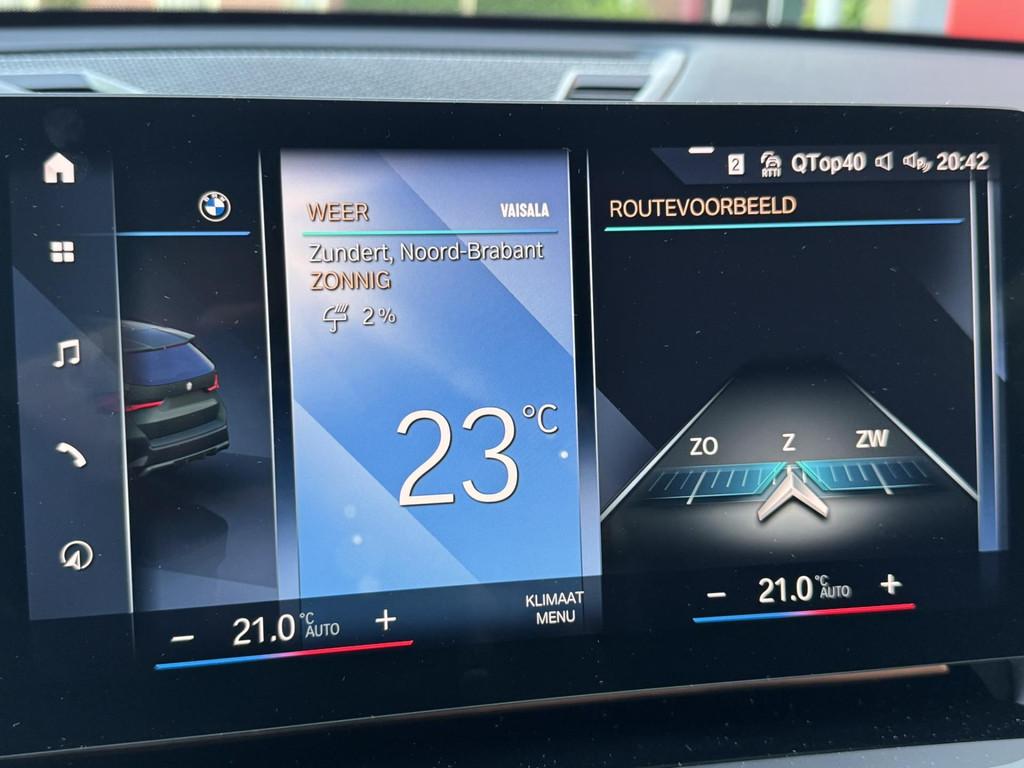 2 RTTI QTop40 20:42
WEER VAISALA
Zundert, Noord-Brabant
ZONNIG
2%
23°C
ROUTEVOORBEELD
ZO Z ZW
− 21.0 °C AUTO +
KLIMAAT
MENU
− 21.0 °C AUTO +